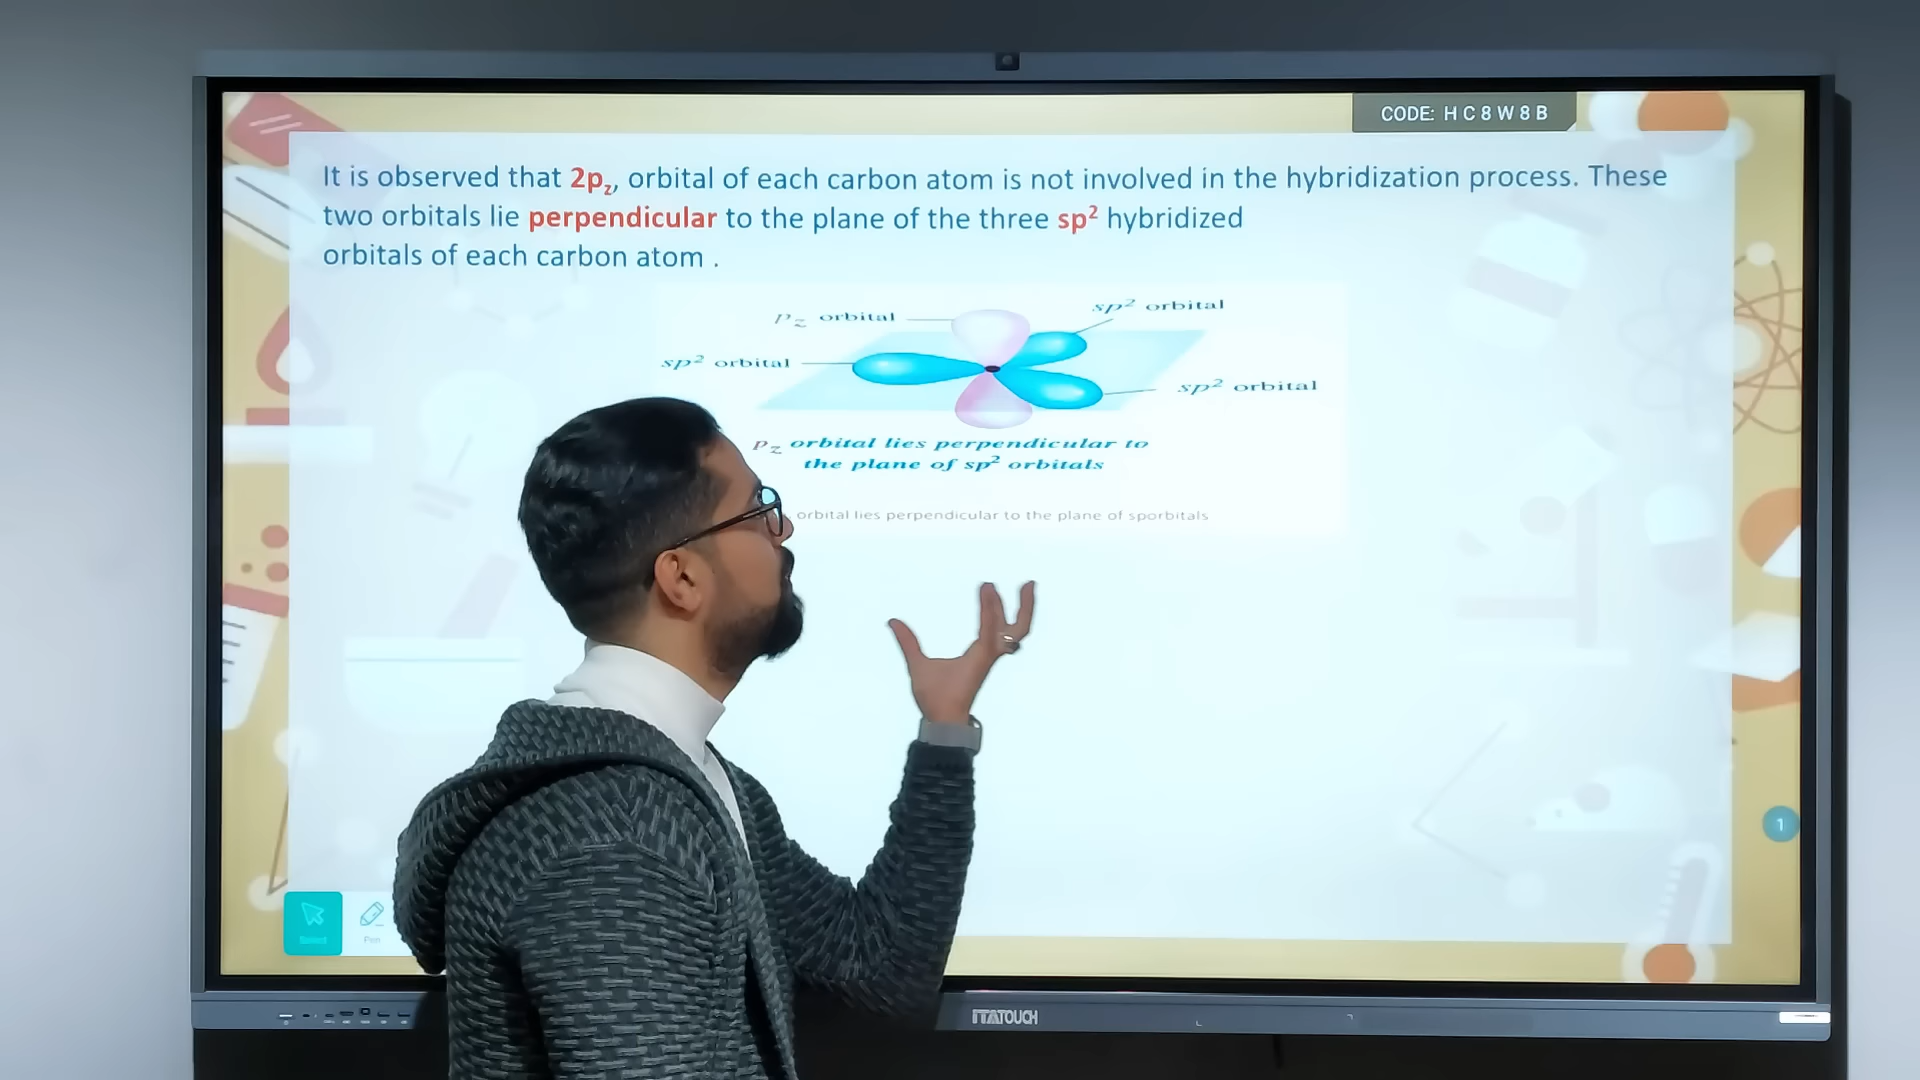 CODE: HC8W8B
It is observed that 2pz, orbital of each carbon atom is not involved in the hybridization process. These
two orbitals lie perpendicular to the plane of the three sp² hybridized
orbitals of each carbon atom .
pz orbital
sp² orbital
sp² orbital
sp² orbital
pz orbital lies perpendicular to
the plane of sp² orbitals
orbital lies perpendicular to the plane of sporbitals
1
Select
Pen
ITATOUCH